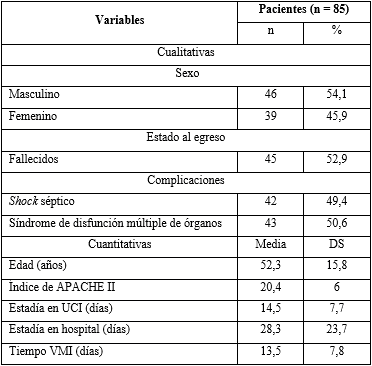 Variables Pacientes (n = 85)
n %
Cualitativas
Sexo
Masculino 46 54,1
Femenino 39 45,9
Estado al egreso
Fallecidos 45 52,9
Complicaciones
Shock séptico 42 49,4
Síndrome de disfunción múltiple de órganos 43 50,6
Cuantitativas Media DS
Edad (años) 52,3 15,8
Indice de APACHE II 20,4 6
Estadía en UCI (días) 14,5 7,7
Estadía en hospital (días) 28,3 23,7
Tiempo VMI (días) 13,5 7,8